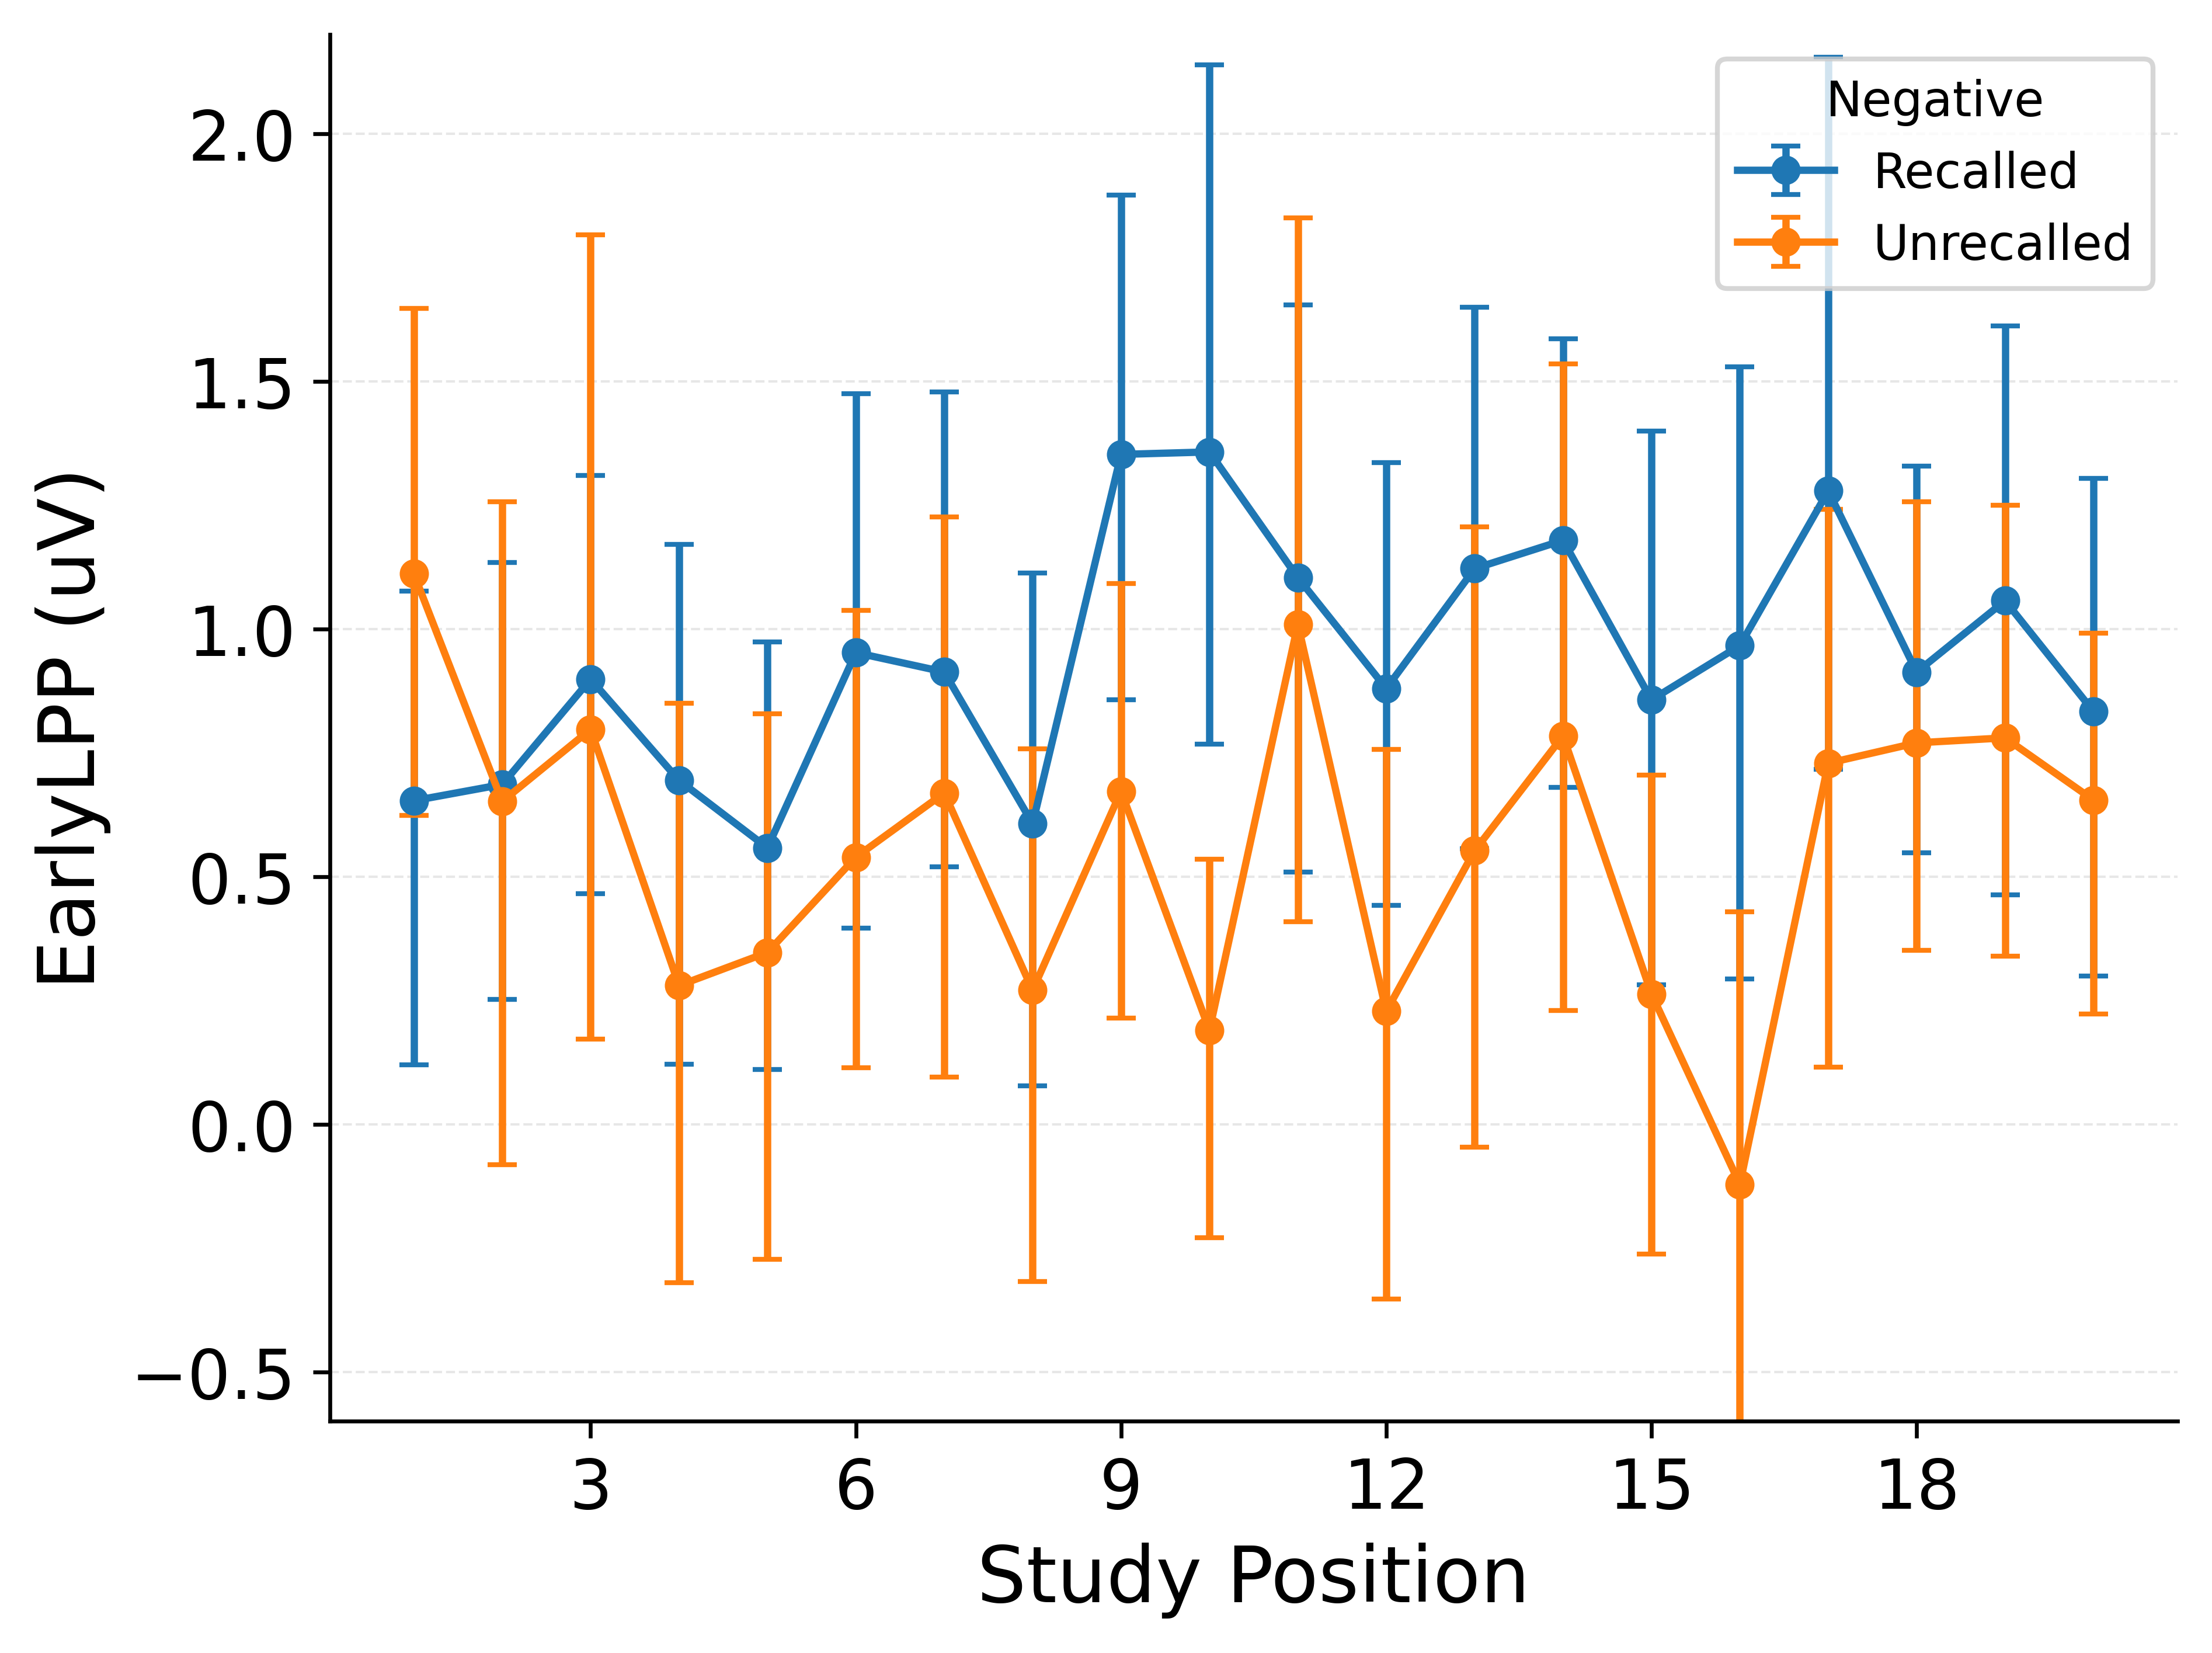 Negative
Recalled
Unrecalled
2.0
1.5
1.0
0.5
0.0
−0.5
EarlyLPP (uV)
3 6 9 12 15 18
Study Position